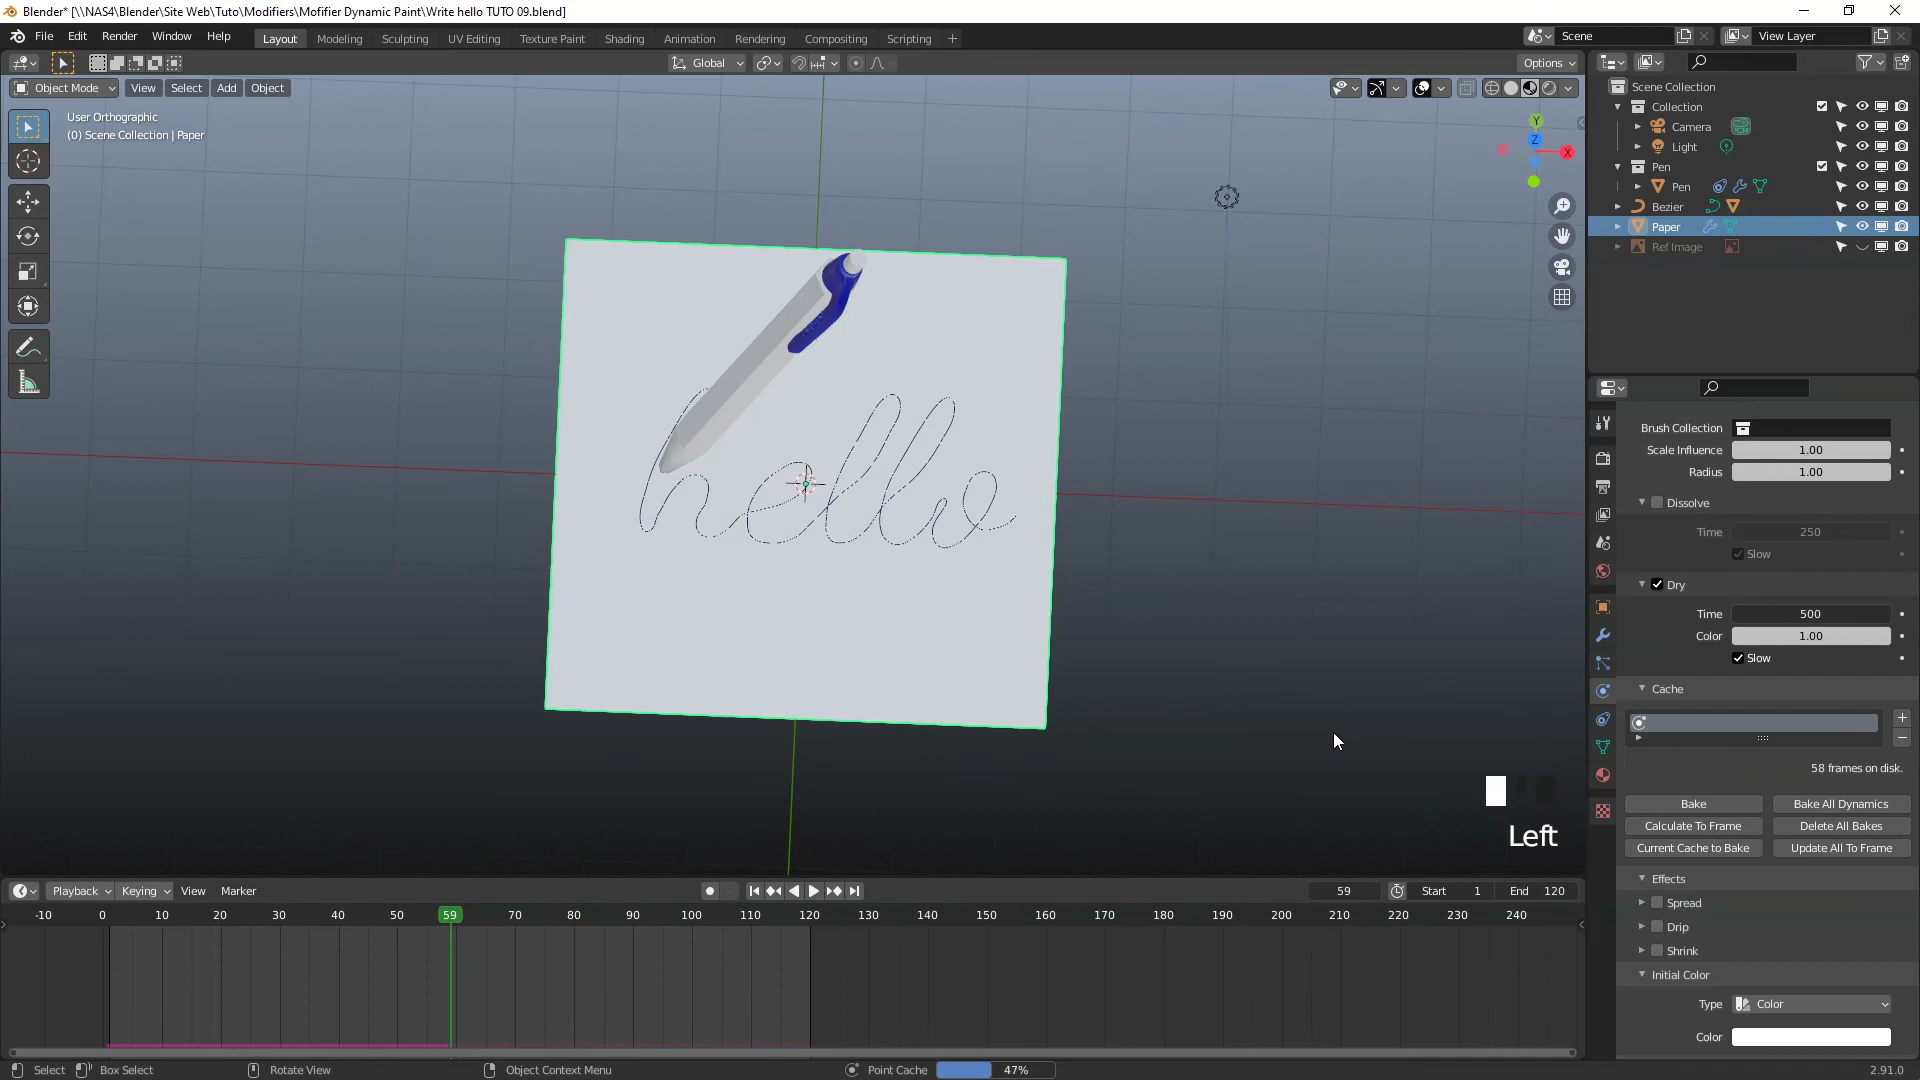 Blender* [\\NAS4\Blender\Site Web\Tuto\Modifiers\Mofifier Dynamic Paint\Write hello TUTO 09.blend]
File Edit Render Window Help Layout Modeling Sculpting UV Editing Texture Paint Shading Animation Rendering Compositing Scripting + Scene View Layer
Global Options
Object Mode View Select Add Object
User Orthographic
(0) Scene Collection | Paper
Y
Z
X
Scene Collection
Collection
Camera
Light
Pen
Pen
Bezier
Paper
Ref Image
hello
Brush Collection
Scale Influence 1.00
Radius 1.00
Dissolve
Time 250
Slow
Dry
Time 500
Color 1.00
Slow
Cache
58 frames on disk.
Bake Bake All Dynamics
Calculate To Frame Delete All Bakes
Current Cache to Bake Update All To Frame
Effects
Spread
Drip
Shrink
Initial Color
Type Color
Color
Left
Playback Keying View Marker 59 Start 1 End 120
-10 0 10 20 30 40 50 59 70 80 90 100 110 120 130 140 150 160 170 180 190 200 210 220 230 240
Select Box Select Rotate View Object Context Menu Point Cache 47% 2.91.0